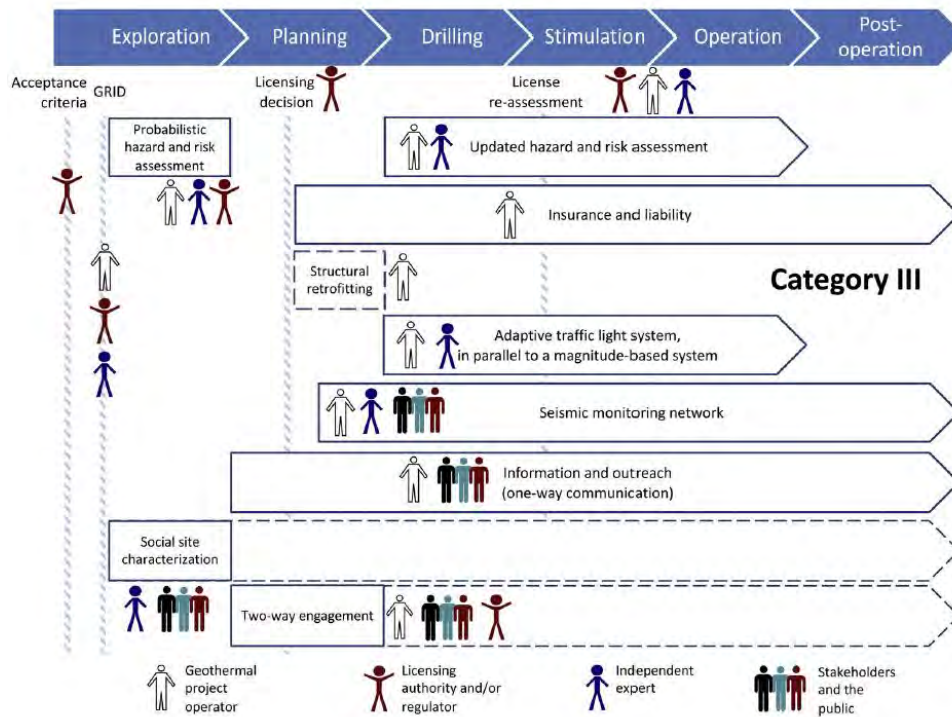 Exploration
Planning
Drilling
Stimulation
Operation
Post-
operation
Acceptance
criteria
GRID
Licensing
decision
License
re-assessment
Probabilistic
hazard and risk
assessment
Updated hazard and risk assessment
Insurance and liability
Structural
retrofitting
Category III
Adaptive traffic light system,
in parallel to a magnitude-based system
Seismic monitoring network
Information and outreach
(one-way communication)
Social site
characterization
Two-way engagement
Geothermal
project
operator
Licensing
authority and/or
regulator
Independent
expert
Stakeholders
and the
public